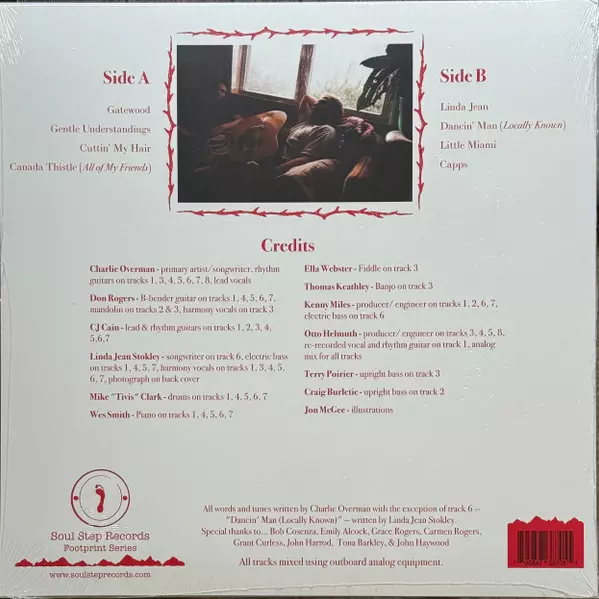 Side A
Gatewood
Gentle Understandings
Cuttin' My Hair
Canada Thistle (All of My Friends)
Side B
Linda Jean
Dancin' Man (Locally Known)
Little Miami
Capps
Credits
Charlie Overman - primary artist/songwriter, rhythm
guitars on tracks 1, 3, 4, 5, 6, 7, 8, lead vocals
Don Rogers - B-bender guitar on tracks 1, 4, 5, 6, 7,
mandolin on tracks 2 & 3, harmony vocals on track 3
CJ Cain - lead & rhythm guitars on tracks 1, 2, 3, 4,
5,6,7
Linda Jean Stokley - songwriter on track 6, electric bass
on tracks 4, 5, 7, harmony vocals on tracks 1, 3, 4, 5,
6, 7, photograph on back cover
Mike "Tivis" Clark - drums on tracks 1, 4, 5, 6, 7
Wes Smith - Piano on tracks 1, 4, 5, 6, 7
Ella Webster - Fiddle on track 3
Thomas Keathley - Banjo on track 3
Kenny Miles - producer/ engineer on tracks 1, 2, 6, 7,
electric bass on track 6
Otto Helmuth - producer/ engineer on tracks 3, 4, 5, 8,
re-recorded vocal and rhythm guitar on track 1, analog
mix for all tracks
Terry Poirier - upright bass on track 3
Craig Burletic - upright bass on track 2
Jon McGee - illustrations
Soul Step Records
Footprint Series
www.soulsteprecords.com
All words and tunes written by Charlie Overman with the exception of track 6 –
"Dancin' Man (Locally Known)" – written by Linda Jean Stokley.
Special thanks to... Bob Cosenza, Emily Alcock, Grace Rogers, Carmen Rogers,
Grant Curless, John Harrod, Tona Barkley, & John Haywood
All tracks mixed using outboard analog equipment.